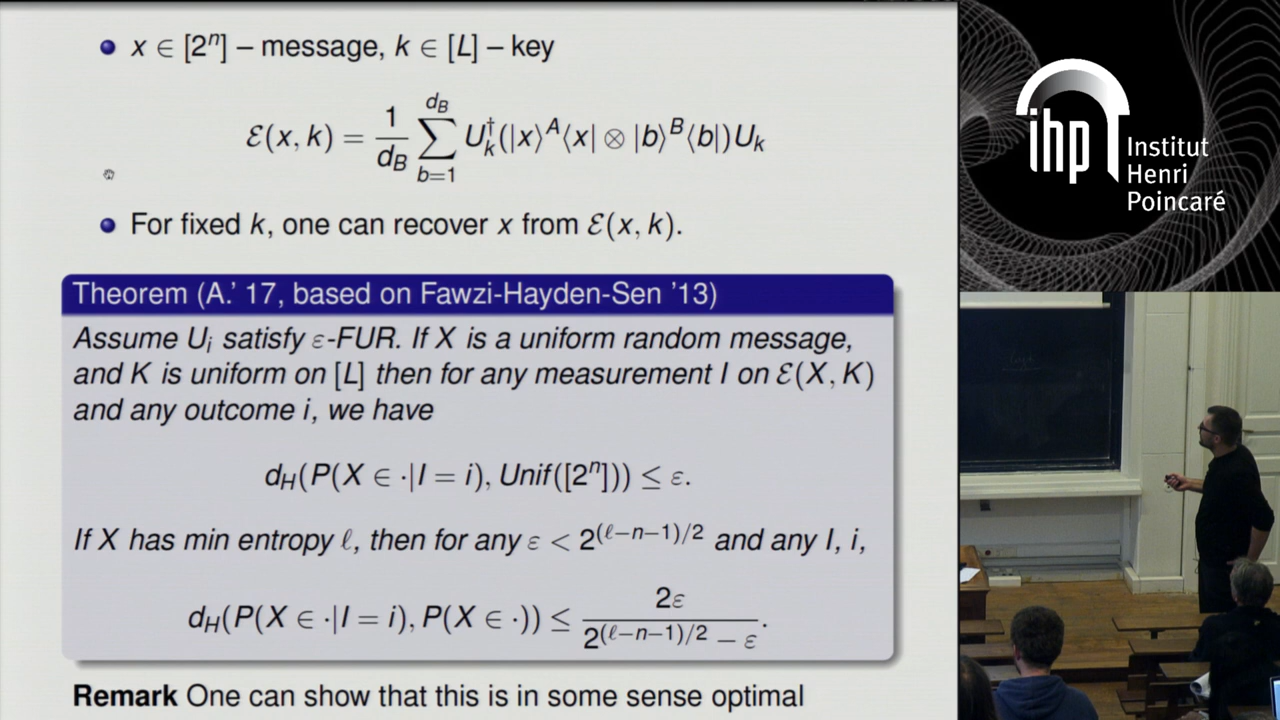 x ∈ [2ⁿ] – message, k ∈ [L] – key
ℰ(x, k) = 1/d_B ∑_{b=1}^{d_B} U_k^†(|x⟩^A⟨x| ⊗ |b⟩^B⟨b|)U_k
For fixed k, one can recover x from ℰ(x, k).
Theorem (A.' 17, based on Fawzi-Hayden-Sen '13)
Assume U_i satisfy ε-FUR. If X is a uniform random message,
and K is uniform on [L] then for any measurement I on ℰ(X, K)
and any outcome i, we have
d_H(P(X ∈ ·|I = i), Unif([2ⁿ])) ≤ ε.
If X has min entropy ℓ, then for any ε < 2^{(ℓ−n−1)/2} and any I, i,
d_H(P(X ∈ ·|I = i), P(X ∈ ·)) ≤ 2ε/(2^{(ℓ−n−1)/2} − ε).
Remark One can show that this is in some sense optimal
ihp
Institut
Henri
Poincaré